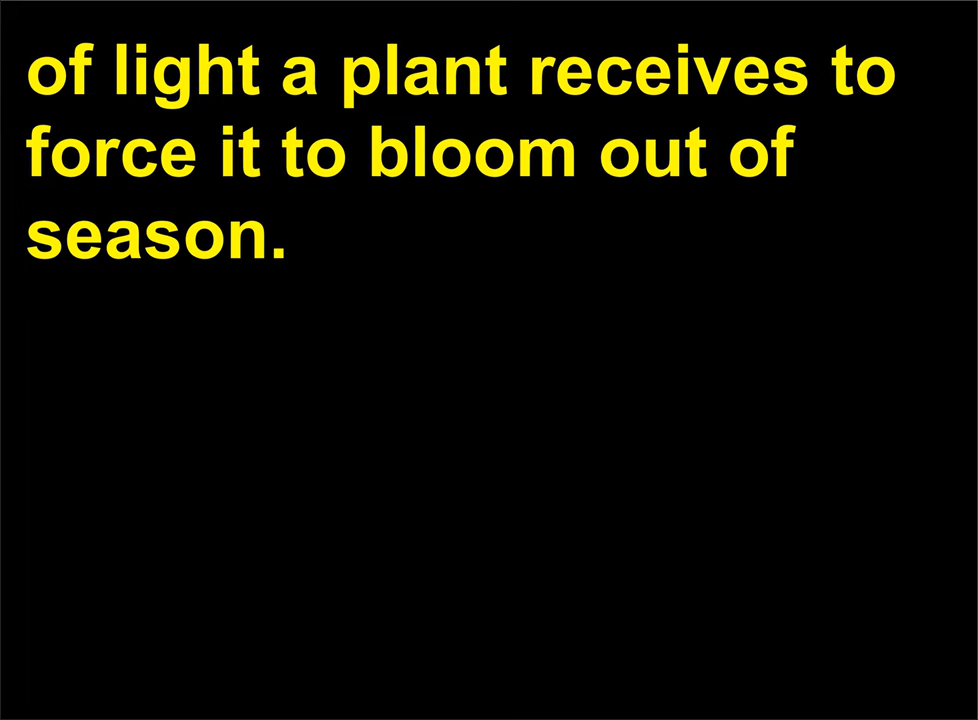 of light a plant receives to
force it to bloom out of
season.